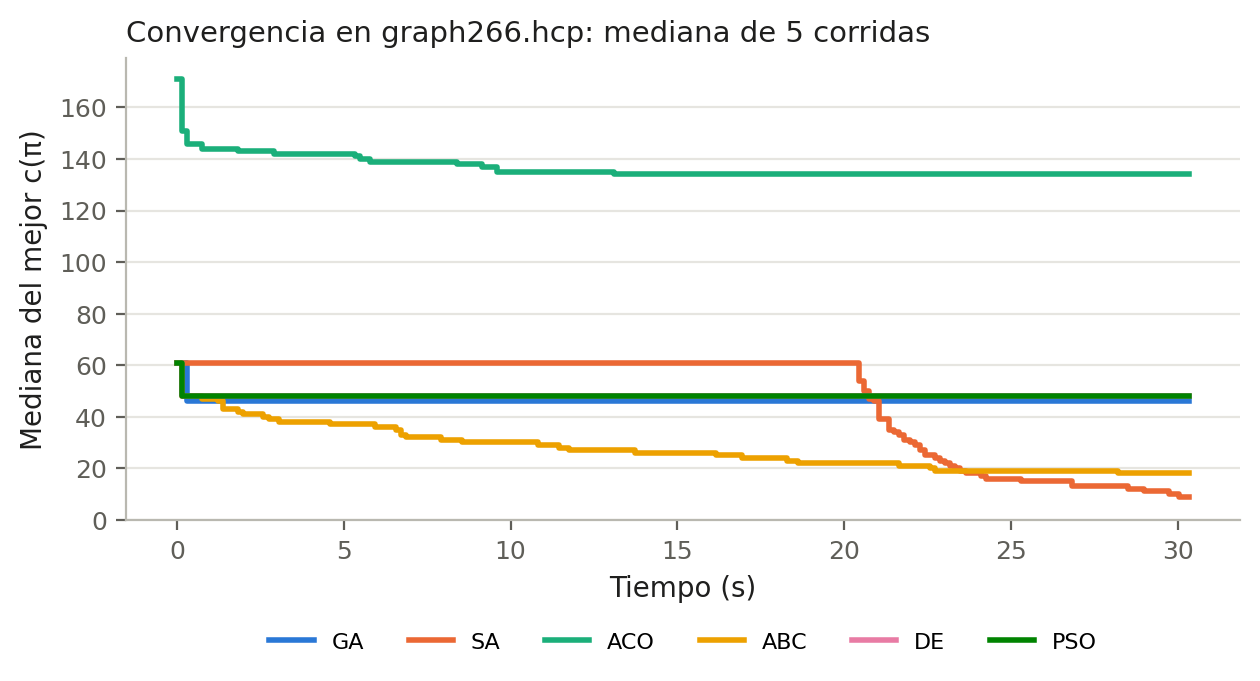 Convergencia en graph266.hcp: mediana de 5 corridas
Mediana del mejor c(π)
160
140
120
100
80
60
40
20
0
0 5 10 15 20 25 30
Tiempo (s)
GA SA ACO ABC DE PSO